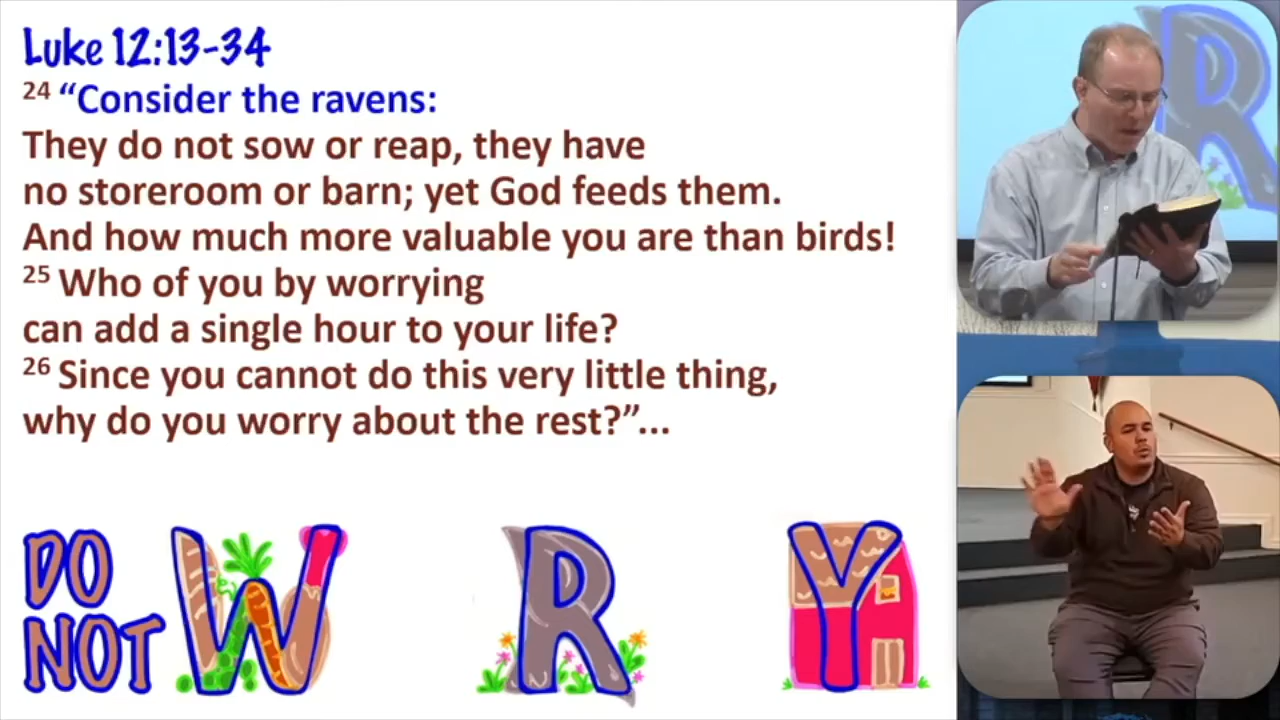 Luke 12:13-34
24 “Consider the ravens:
They do not sow or reap, they have
no storeroom or barn; yet God feeds them.
And how much more valuable you are than birds!
25 Who of you by worrying
can add a single hour to your life?
26 Since you cannot do this very little thing,
why do you worry about the rest?”...
DO
NOT
W R Y
R